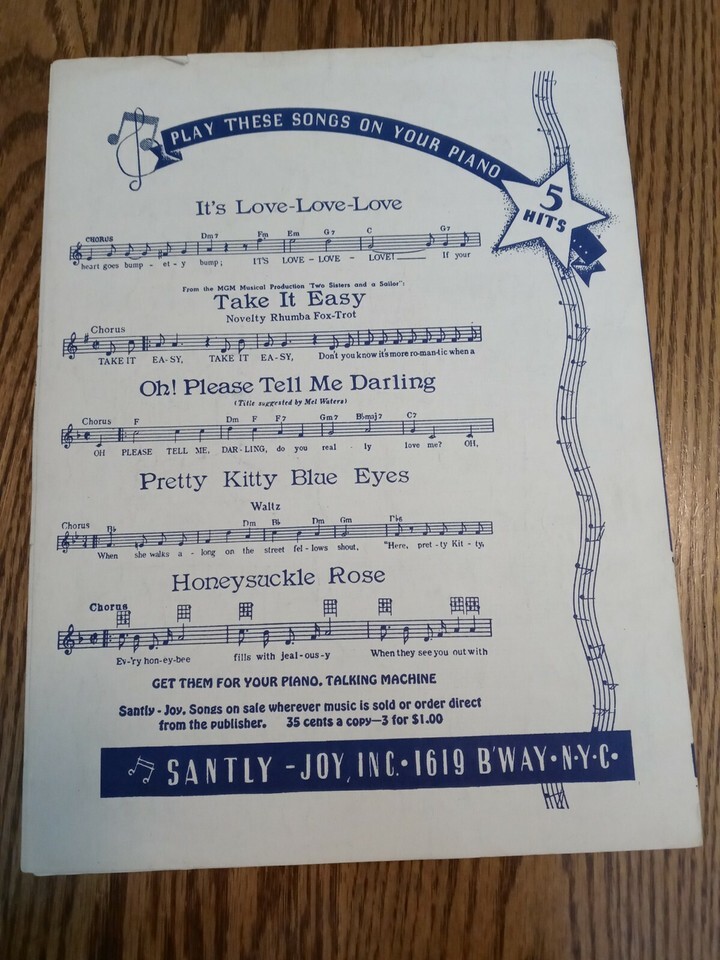 PLAY THESE SONGS ON YOUR PIANO
5
HITS...
It's Love-Love-Love
CHORUS Dm7 Fm Em G7 C G7
heart goes bump - et - y bump; IT'S LOVE - LOVE - LOVE! If your
From the MGM Musical Production "Two Sisters and a Sailor":
Take It Easy
Novelty Rhumba Fox-Trot
Chorus
TAKE IT EA-SY, TAKE IT EA-SY, Don't you know it's more ro-man-tic when a
Oh! Please Tell Me Darling
(Title suggested by Mel Waters)
Chorus F Dm F F7 Gm7 Bbmaj7 C7
OH PLEASE TELL ME, DAR-LING, do you real - ly love me? OH,
Pretty Kitty Blue Eyes
Waltz
Chorus Bb Dm Bb Dm Gm
When she walks a - long on the street fel - lows shout, "Here, pret - ty Kit - ty,
Honeysuckle Rose
Chorus
Ev-'ry hon-ey-bee fills with jeal-ous-y When they see you out with
GET THEM FOR YOUR PIANO. TALKING MACHINE
Santly - Joy. Songs on sale wherever music is sold or order direct
from the publisher. 35 cents a copy—3 for $1.00
SANTLY - JOY, INC. • 1619 B'WAY • N•Y•C•